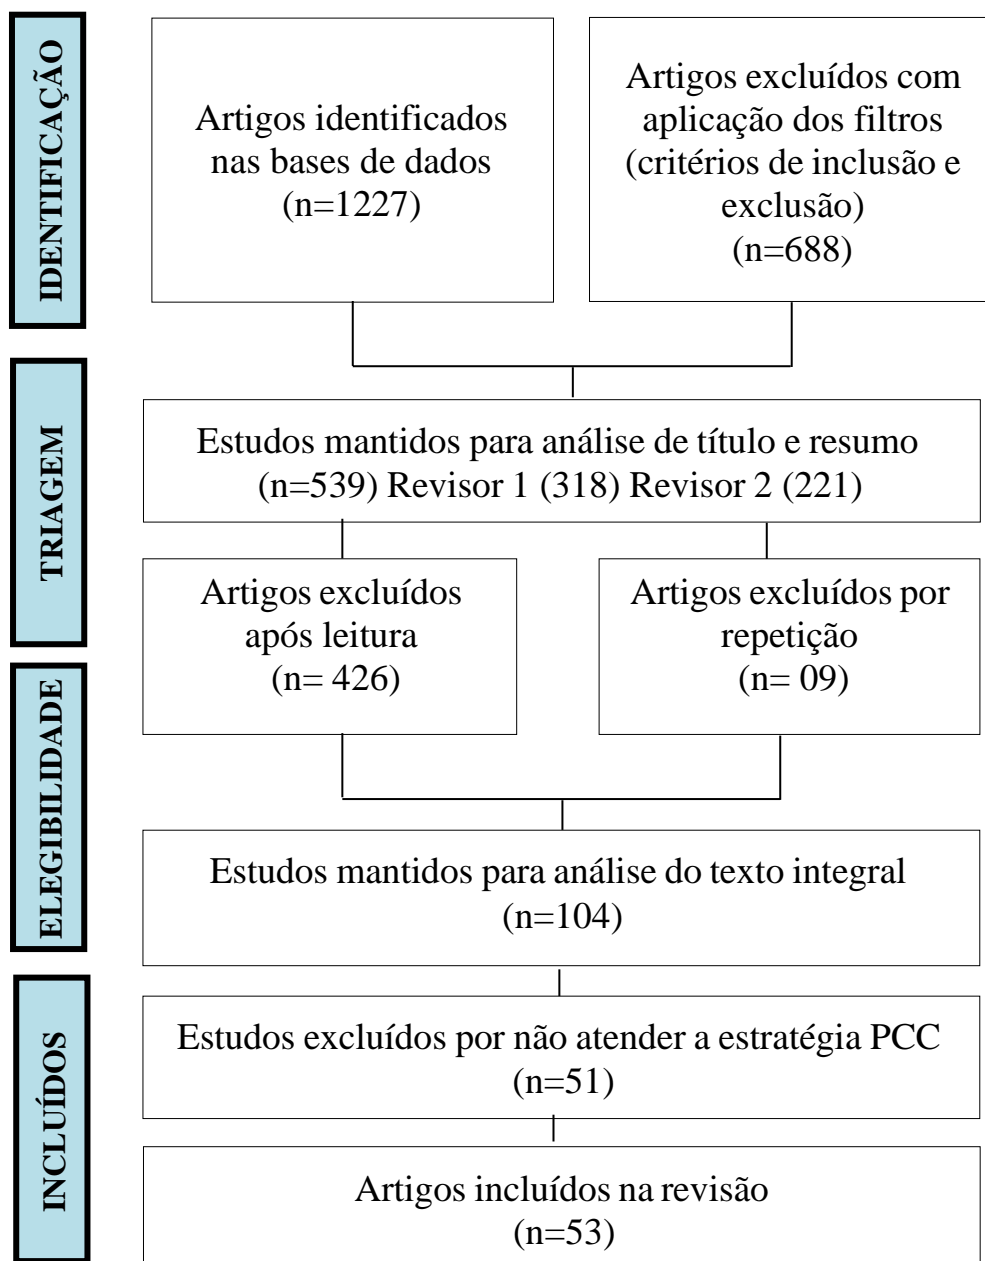 IDENTIFICAÇÃO
Artigos identificados
nas bases de dados
(n=1227)
Artigos excluídos com
aplicação dos filtros
(critérios de inclusão e
exclusão)
(n=688)
TRIAGEM
Estudos mantidos para análise de título e resumo
(n=539) Revisor 1 (318) Revisor 2 (221)
Artigos excluídos
após leitura
(n= 426)
Artigos excluídos por
repetição
(n= 09)
ELEGIBILIDADE
Estudos mantidos para análise do texto integral
(n=104)
INCLUÍDOS
Estudos excluídos por não atender a estratégia PCC
(n=51)
Artigos incluídos na revisão
(n=53)